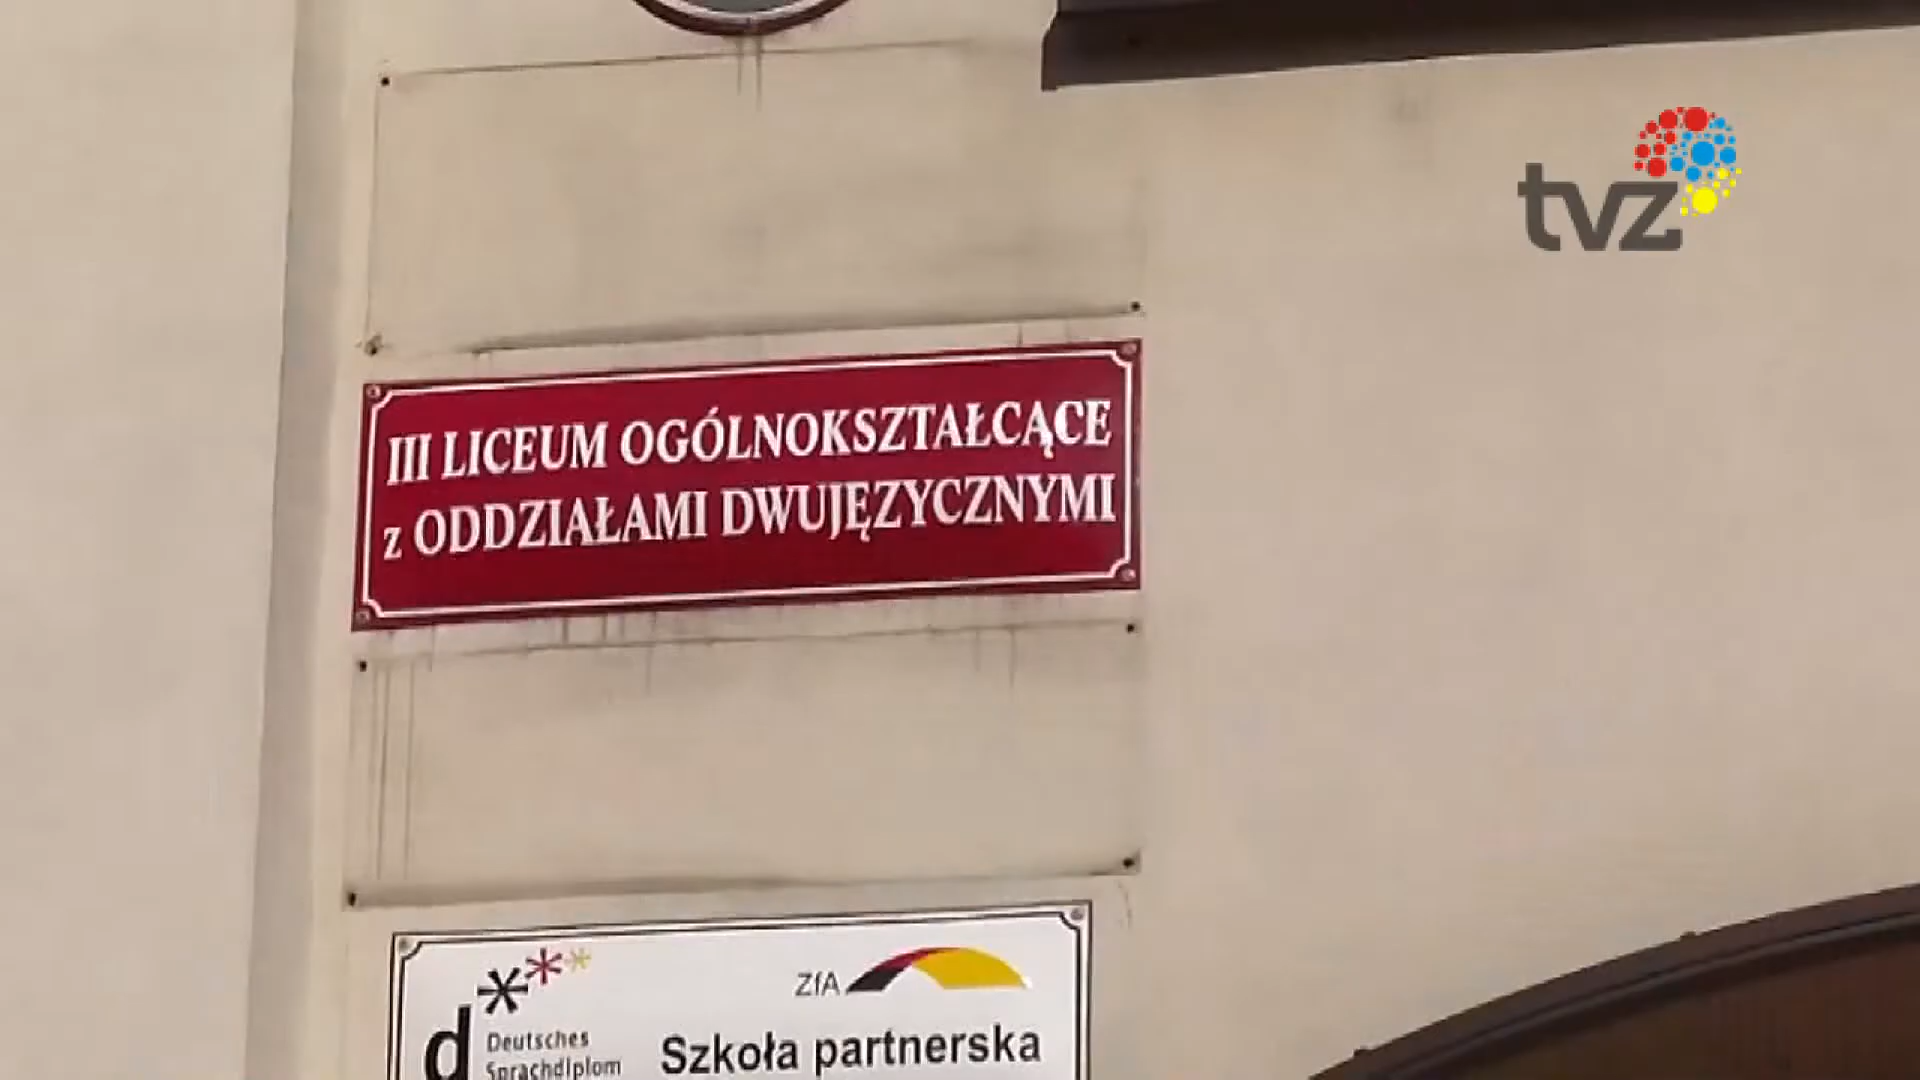 tvz
III LICEUM OGÓLNOKSZTAŁCĄCE
z ODDZIAŁAMI DWUJĘZYCZNYMI
ZfA
d Deutsches
Sprachdiplom
Szkoła partnerska